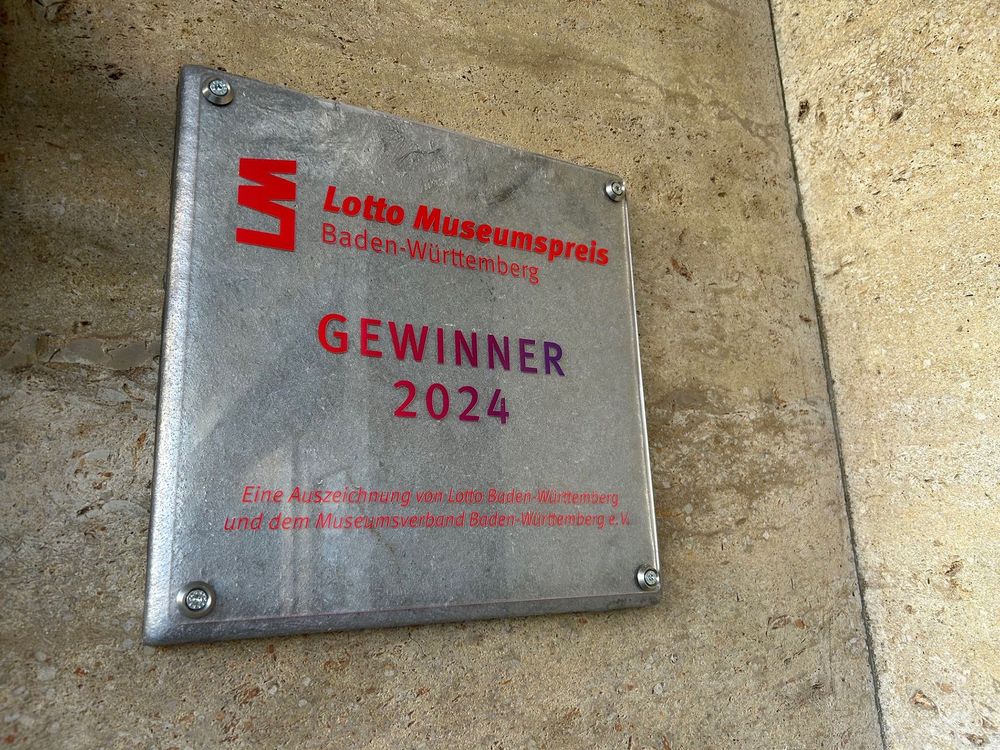 LM
Lotto Museumspreis
Baden-Württemberg
GEWINNER
2024
Eine Auszeichnung von Lotto Baden-Württemberg
und dem Museumsverband Baden-Württemberg e.V.